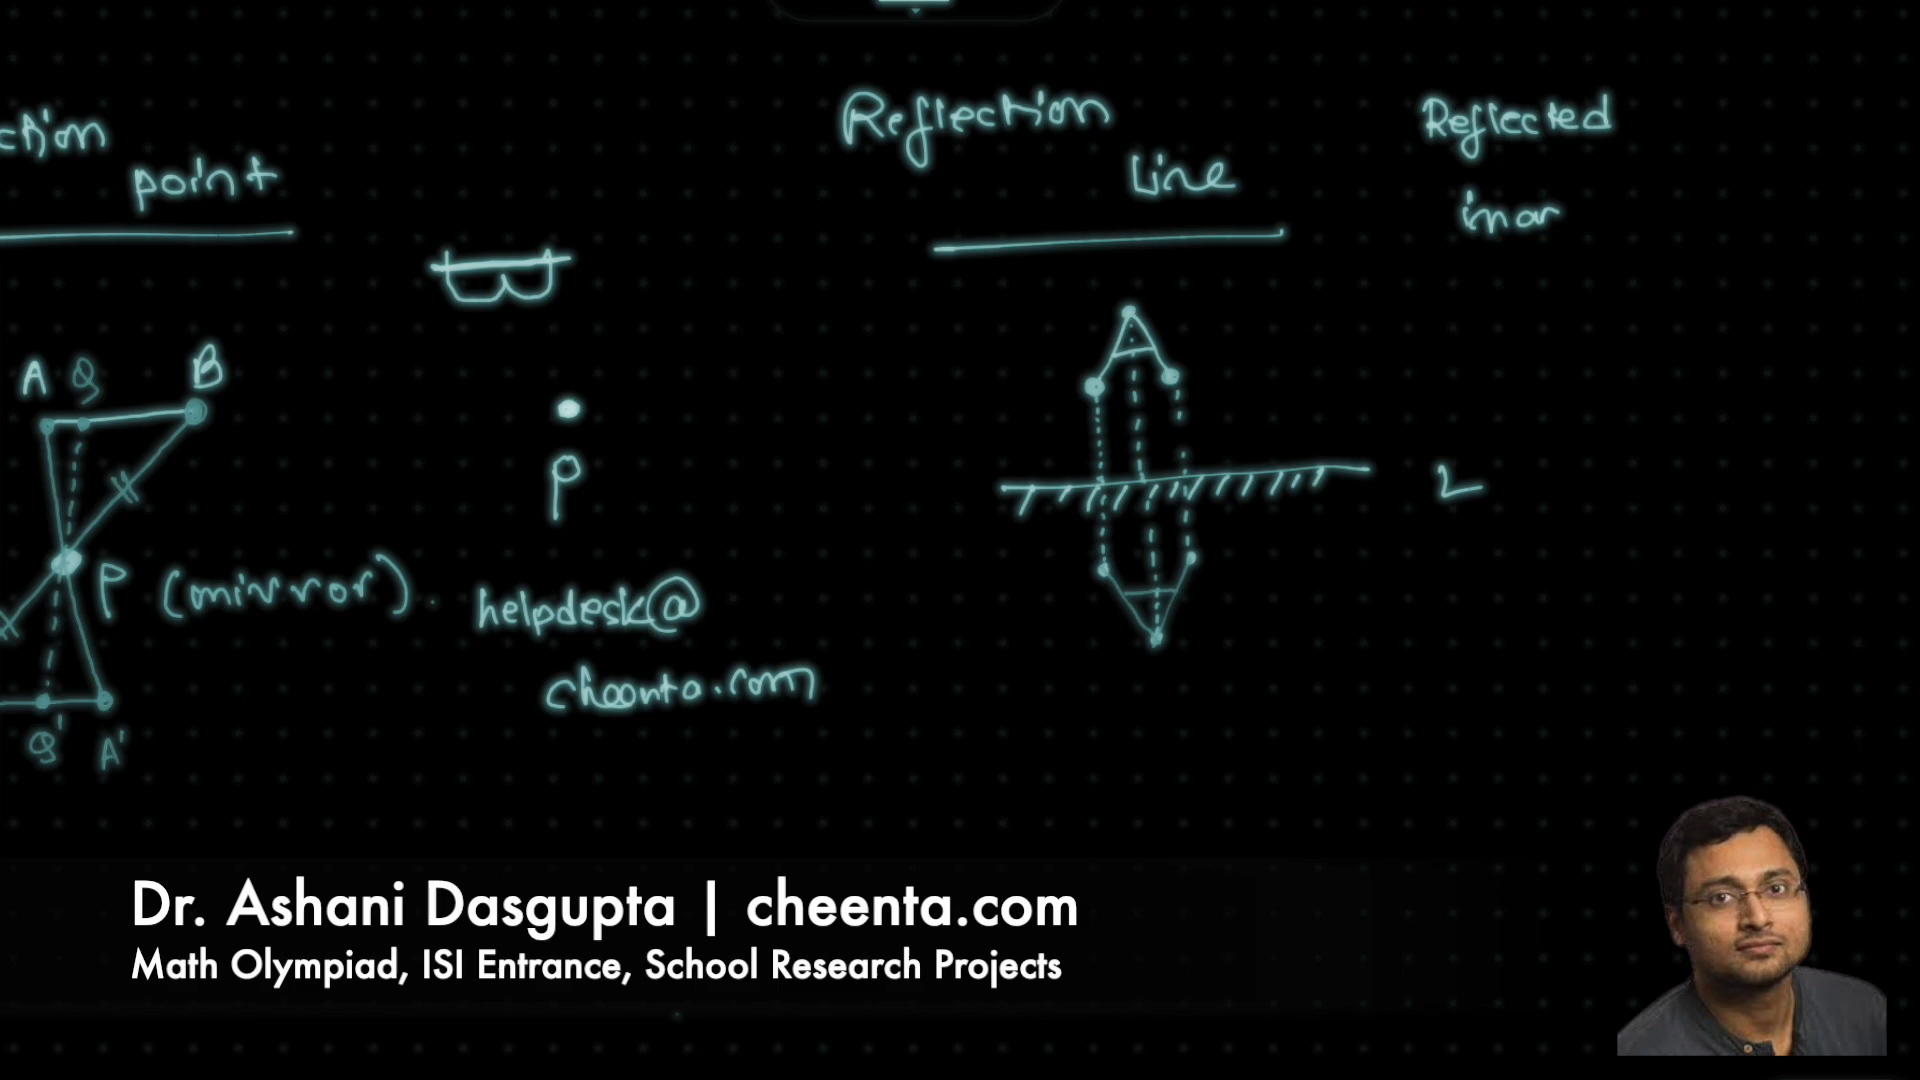 ction
point
A Q B
P (mirror).
Q' A'
P
helpdesk@
cheenta.com
Reflection
Line
L
Reflected
in ar
Dr. Ashani Dasgupta | cheenta.com
Math Olympiad, ISI Entrance, School Research Projects